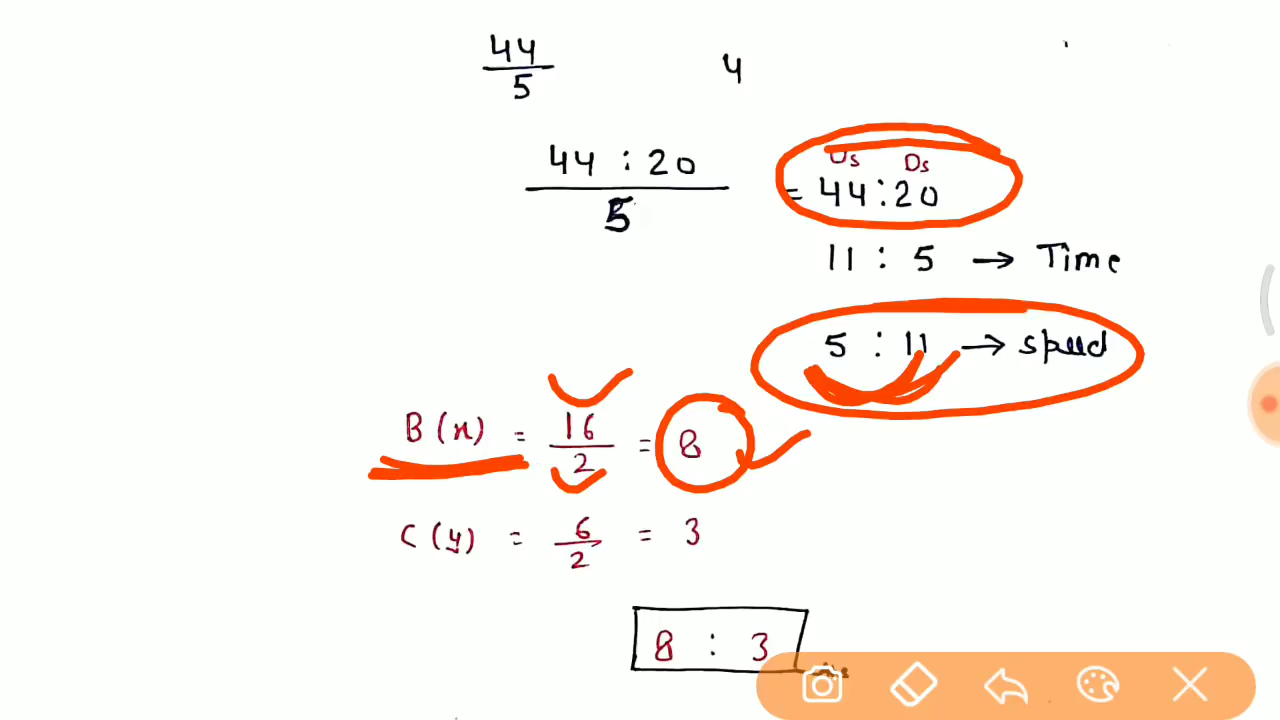 44/5 4
44 : 20 / 5
Us Ds
= 44 : 20
11 : 5 → Time
5 : 11 → speed
B (x) = 16/2 = 8
C (y) = 6/2 = 3
8 : 3